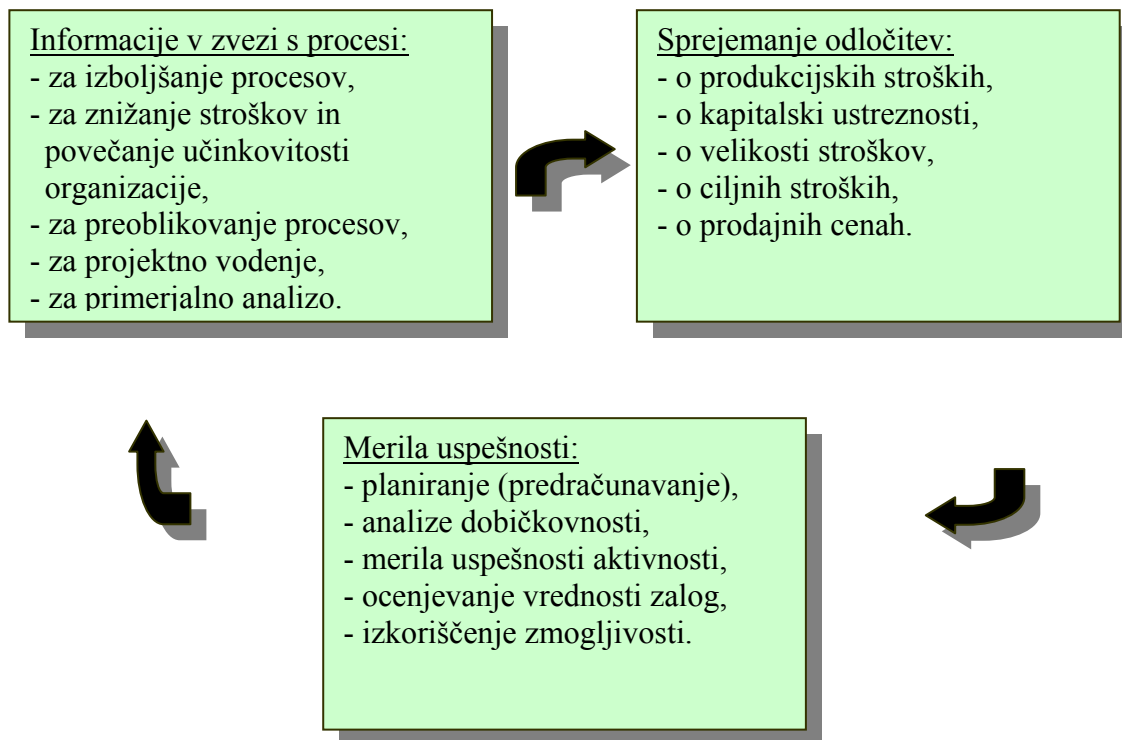 Informacije v zvezi s procesi:
- za izboljšanje procesov,
- za znižanje stroškov in
povečanje učinkovitosti
organizacije,
- za preoblikovanje procesov,
- za projektno vodenje,
- za primerjalno analizo.
Sprejemanje odločitev:
- o produkcijskih stroških,
- o kapitalski ustreznosti,
- o velikosti stroškov,
- o ciljnih stroških,
- o prodajnih cenah.
Merila uspešnosti:
- planiranje (predračunavanje),
- analize dobičkovnosti,
- merila uspešnosti aktivnosti,
- ocenjevanje vrednosti zalog,
- izkoriščenje zmogljivosti.